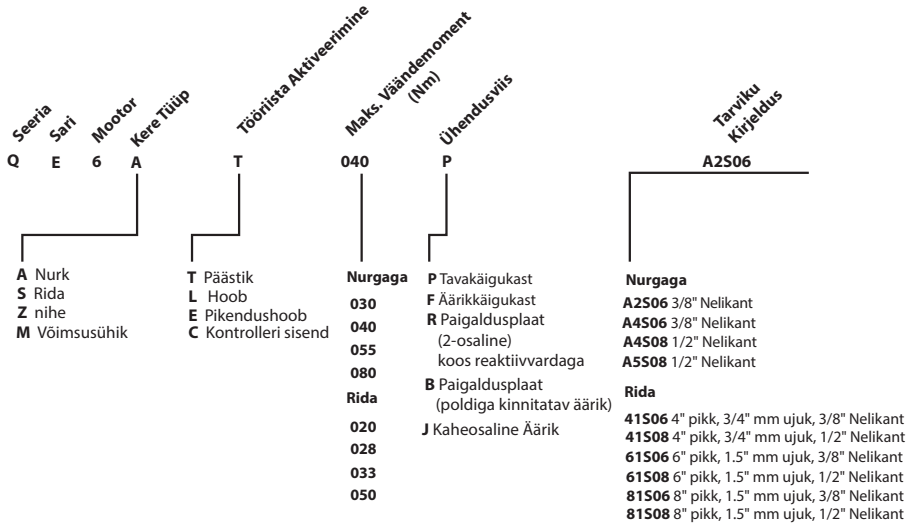 Seeria
Sari
Mootor
Kere Tüüp
Tööriista Aktiveerimine
Maks. Väändemoment
(Nm)
Ühendusviis
Tarviku
Kirjeldus
Q E 6 A T 040 P A2S06
A Nurk
S Rida
Z nihe
M Võimsusühik
T Päästik
L Hoob
E Pikendushoob
C Kontrolleri sisend
Nurgaga
030
040
055
080
Rida
020
028
033
050
P Tavakäigukast
F Äärikkäigukast
R Paigaldusplaat
(2-osaline)
koos reaktiivvardaga
B Paigaldusplaat
(poldiga kinnitatav äärik)
J Kaheosaline Äärik
Nurgaga
A2S06 3/8" Nelikant
A4S06 3/8" Nelikant
A4S08 1/2" Nelikant
A5S08 1/2" Nelikant
Rida
41S06 4" pikk, 3/4" mm ujuk, 3/8" Nelikant
41S08 4" pikk, 3/4" mm ujuk, 1/2" Nelikant
61S06 6" pikk, 1.5" mm ujuk, 3/8" Nelikant
61S08 6" pikk, 1.5" mm ujuk, 1/2" Nelikant
81S06 8" pikk, 1.5" mm ujuk, 3/8" Nelikant
81S08 8" pikk, 1.5" mm ujuk, 1/2" Nelikant